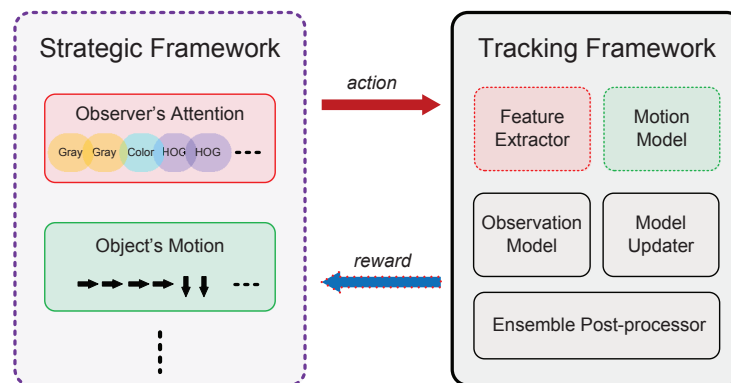 Strategic Framework
Observer's Attention
Gray Gray Color HOG HOG
Object's Motion
action
reward
Tracking Framework
Feature
Extractor
Motion
Model
Observation
Model
Model
Updater
Ensemble Post-processor